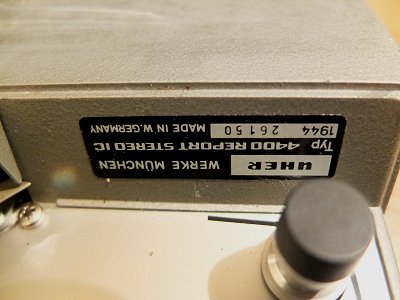 UHER WERKE MÜNCHEN
Typ 4400 REPORT STEREO IC
1944 26150 MADE IN W.GERMANY